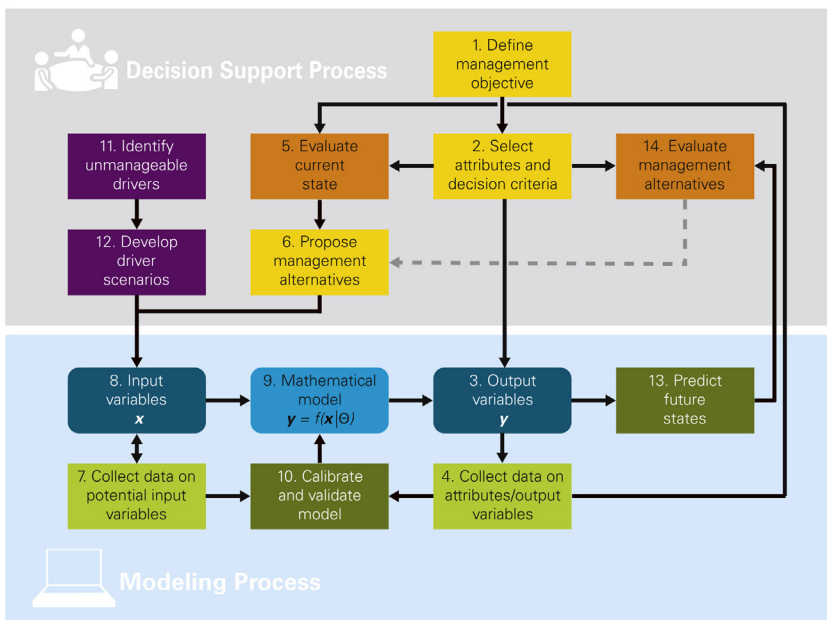 Decision Support Process
1. Define
management
objective
11. Identify
unmanageable
drivers
5. Evaluate
current
state
2. Select
attributes and
decision criteria
14. Evaluate
management
alternatives
12. Develop
driver
scenarios
6. Propose
management
alternatives
8. Input
variables
x
9. Mathematical
model
y = f(x|Θ)
3. Output
variables
y
13. Predict
future
states
7. Collect data on
potential input
variables
10. Calibrate
and validate
model
4. Collect data on
attributes/output
variables
Modeling Process